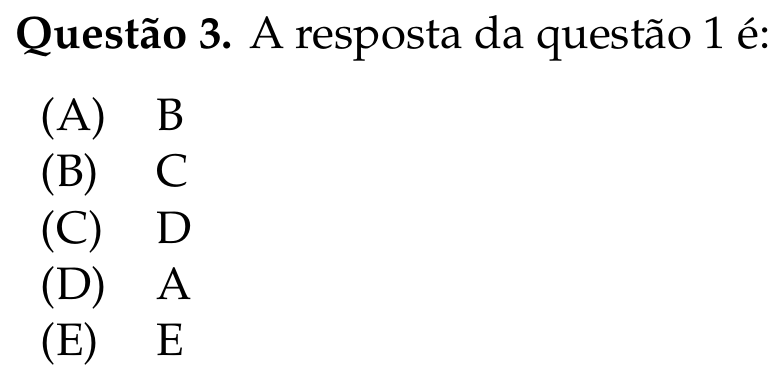 Questão 3. A resposta da questão 1 é:
(A) B
(B) C
(C) D
(D) A
(E) E